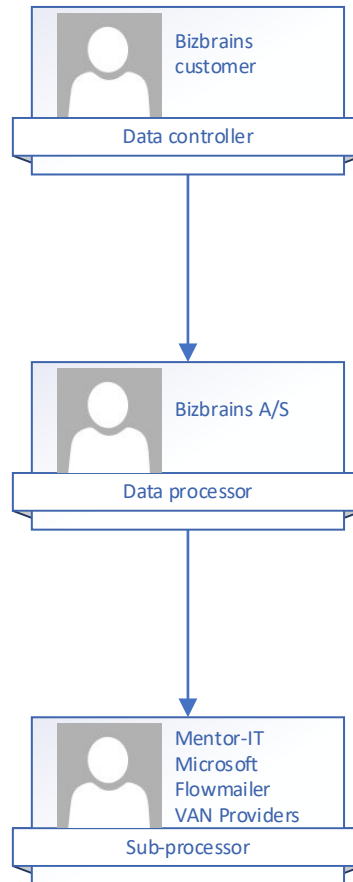 Bizbrains
customer
Data controller
Bizbrains A/S
Data processor
Mentor-IT
Microsoft
Flowmailer
VAN Providers
Sub-processor